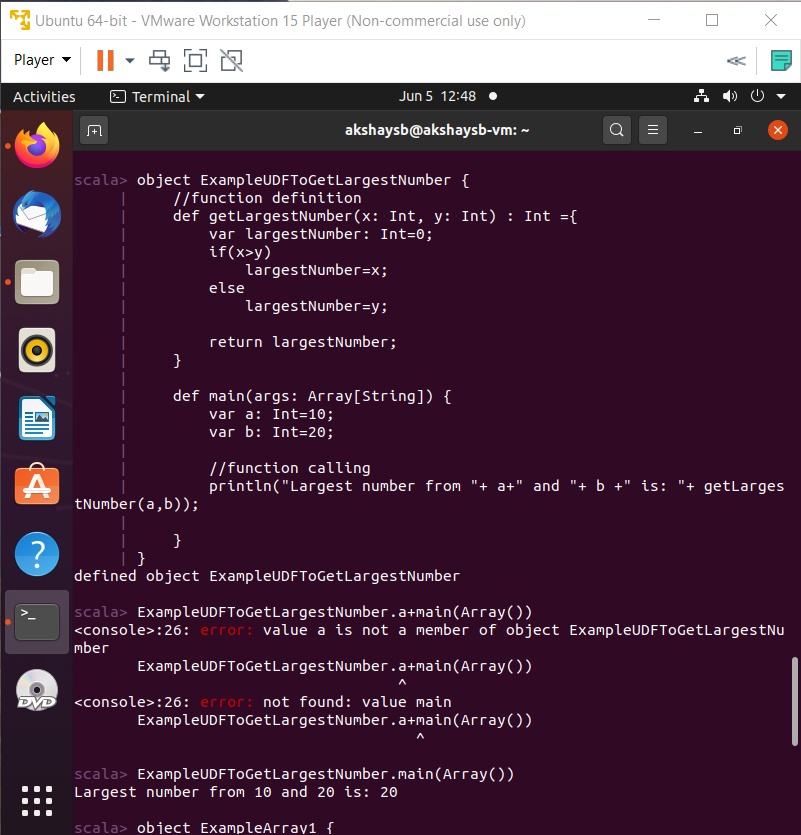 Ubuntu 64-bit - VMware Workstation 15 Player (Non-commercial use only)
Player
Activities
Terminal
Jun 5 12:48
akshaysb@akshaysb-vm: ~
scala> object ExampleUDFToGetLargestNumber {
     |     //function definition
     |     def getLargestNumber(x: Int, y: Int) : Int ={
     |         var largestNumber: Int=0;
     |         if(x>y)
     |             largestNumber=x;
     |         else
     |             largestNumber=y;
     |
     |         return largestNumber;
     |     }
     |
     |     def main(args: Array[String]) {
     |         var a: Int=10;
     |         var b: Int=20;
     |
     |         //function calling
     |         println("Largest number from "+ a+" and "+ b +" is: "+ getLarges
tNumber(a,b));
     |
     |     }
     | }
defined object ExampleUDFToGetLargestNumber
scala> ExampleUDFToGetLargestNumber.a+main(Array())
<console>:26: error: value a is not a member of object ExampleUDFToGetLargestNu
mber
       ExampleUDFToGetLargestNumber.a+main(Array())
                                    ^
<console>:26: error: not found: value main
       ExampleUDFToGetLargestNumber.a+main(Array())
                                      ^
scala> ExampleUDFToGetLargestNumber.main(Array())
Largest number from 10 and 20 is: 20
scala> object ExampleArray1 {
>_
?
A
DVD